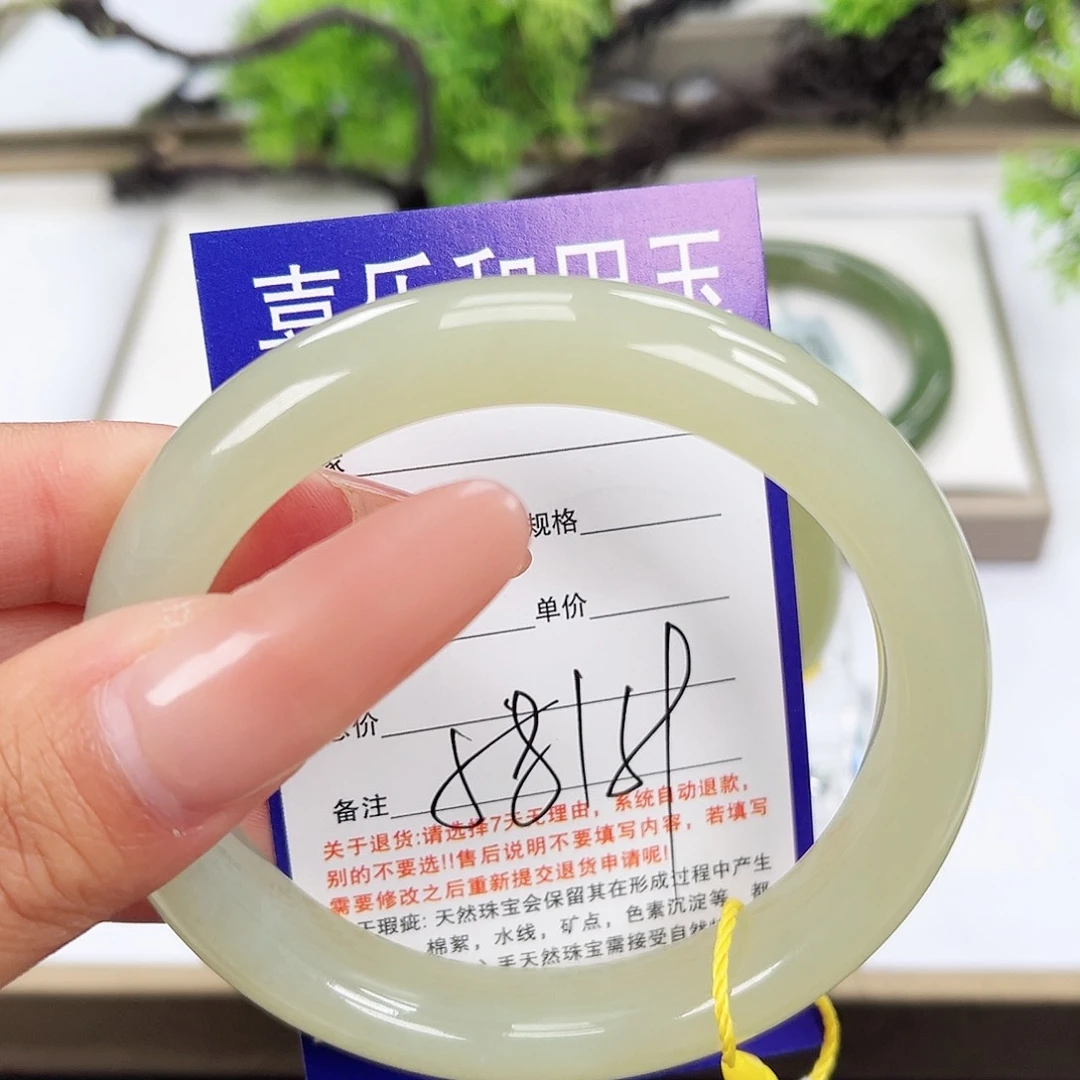 喜乐和田玉
规格
单价
总价
备注
关于退货:请选择7天无理由，系统自动退款，
别的不要选!!售后说明不要填写内容，若填写
需要修改之后重新提交退货申请呢!
于瑕疵: 天然珠宝会保留其在形成过程中产生
棉絮，水线，矿点，色素沉淀等，都
手天然珠宝需接受自然